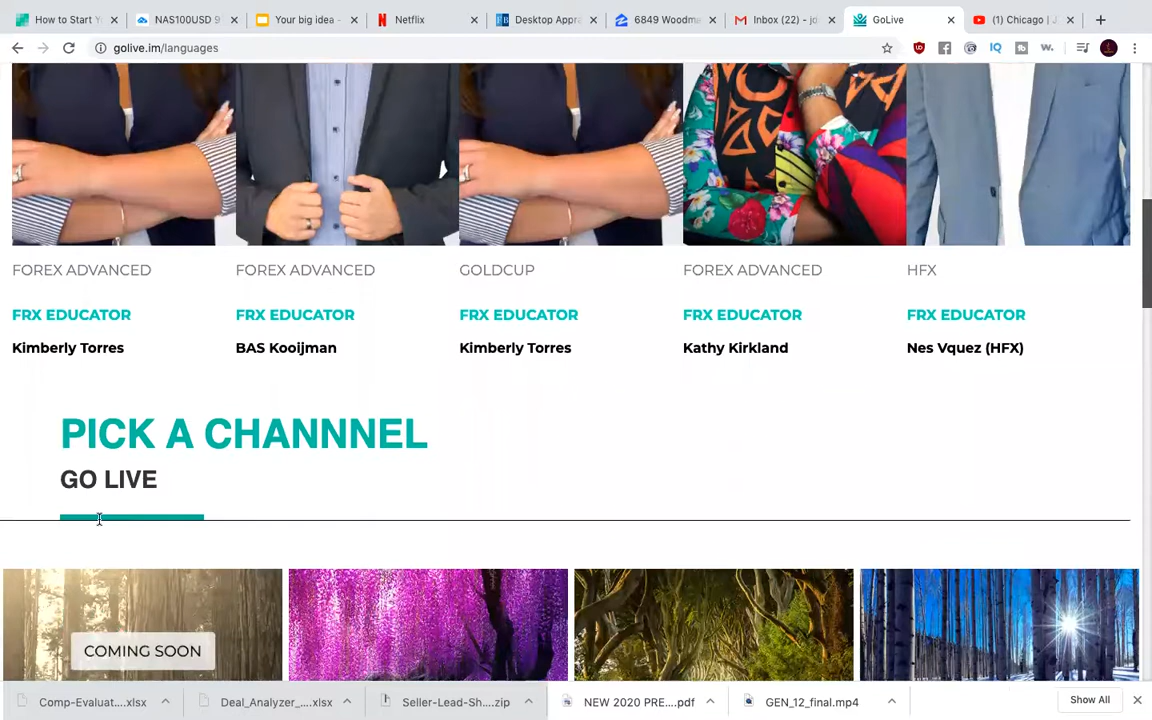 How to Start Y
NAS100USD 9
Your big idea -
Netflix
Desktop Appra
6849 Woodma
Inbox (22) - jd
GoLive
(1) Chicago | J
golive.im/languages
FOREX ADVANCED
FOREX ADVANCED
GOLDCUP
FOREX ADVANCED
HFX
FRX EDUCATOR
FRX EDUCATOR
FRX EDUCATOR
FRX EDUCATOR
FRX EDUCATOR
Kimberly Torres
BAS Kooijman
Kimberly Torres
Kathy Kirkland
Nes Vquez (HFX)
PICK A CHANNNEL
GO LIVE
COMING SOON
Comp-Evaluat....xlsx
Deal_Analyzer_....xlsx
Seller-Lead-Sh....zip
NEW 2020 PRE....pdf
GEN_12_final.mp4
Show All